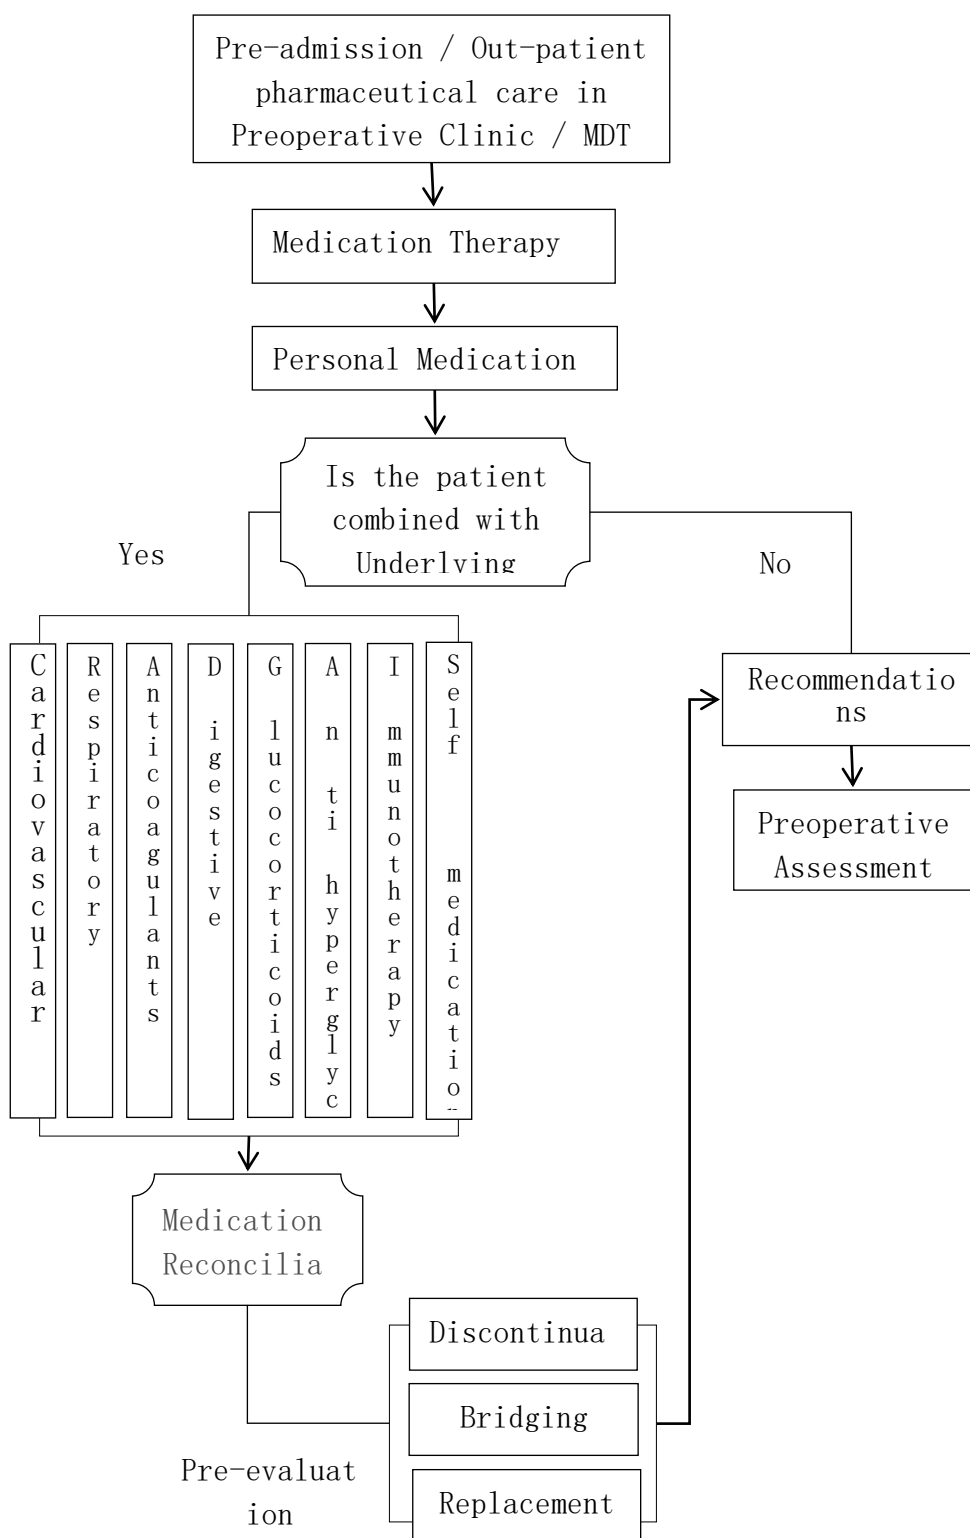 Pre-admission / Out-patient
pharmaceutical care in
Preoperative Clinic / MDT
Medication Therapy
Personal Medication
Is the patient
combined with
Underlying
Yes
No
Cardiovascular
Respiratory
Anticoagulants
Digestive
Glucocorticoids
Anti hyperglyc
Immunotherapy
Self medicatio
Recommendatio
ns
Preoperative
Assessment
Medication
Reconcilia
Discontinua
Bridging
Replacement
Pre-evaluat
ion